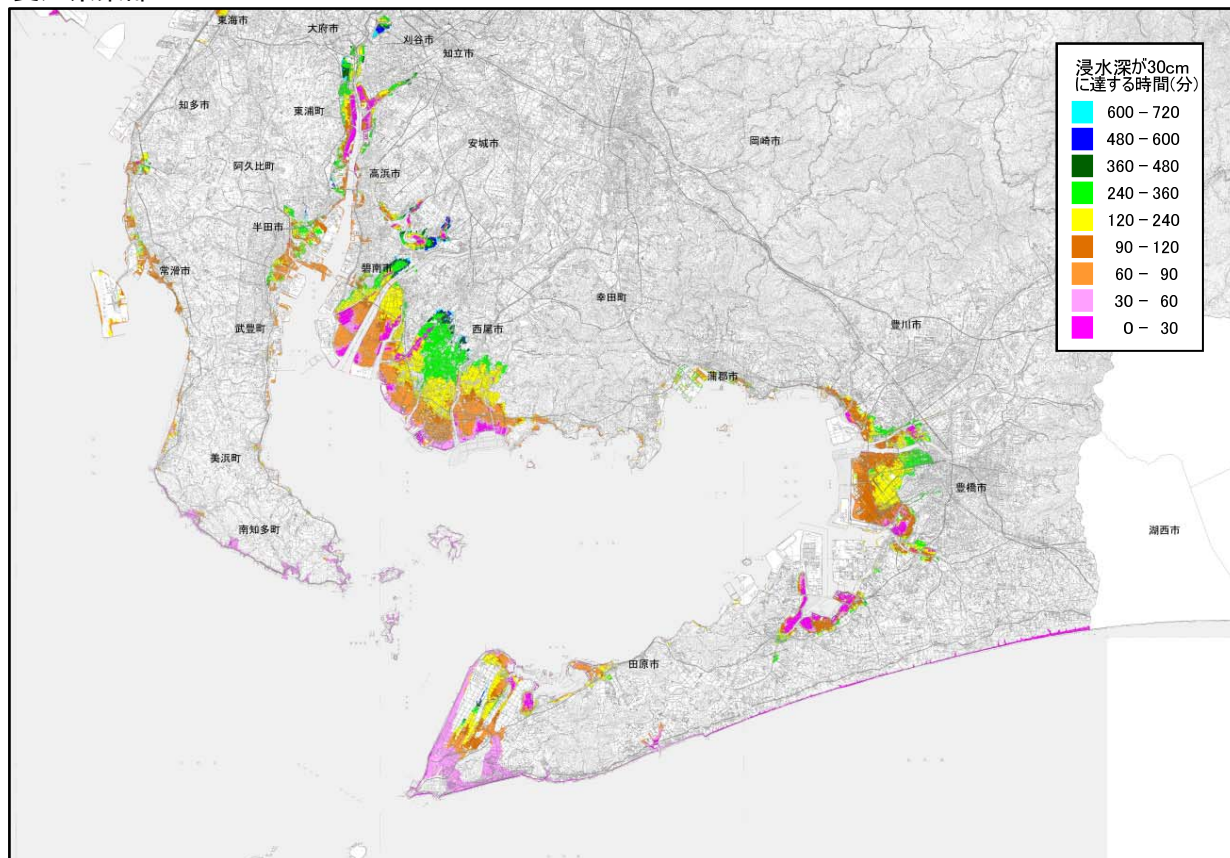 東海市
大府市
刈谷市
知立市
知多市
東浦町
安城市
岡崎市
阿久比町
高浜市
半田市
碧南市
常滑市
幸田町
武豊町
西尾市
豊川市
蒲郡市
美浜町
豊橋市
南知多町
湖西市
田原市
浸水深が30cm
に達する時間(分)
600-720
480-600
360-480
240-360
120-240
90-120
60-90
30-60
0-30